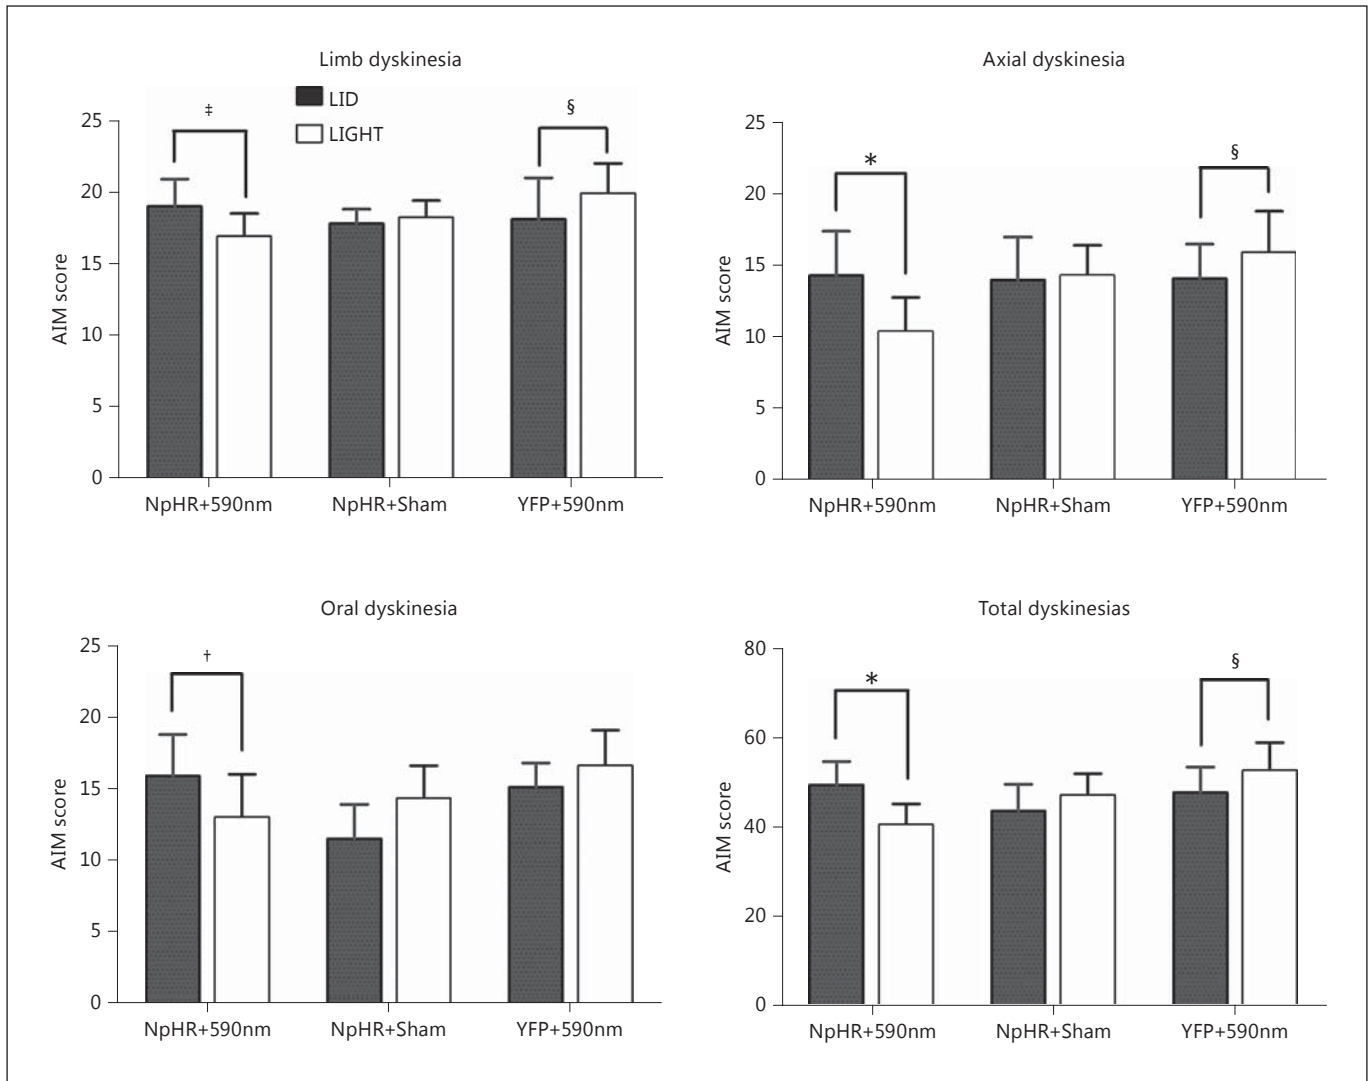 Limb dyskinesia
LID
LIGHT
‡
§
25
20
15
10
5
0
AIM score
NpHR+590nm
NpHR+Sham
YFP+590nm
Axial dyskinesia
*
§
25
20
15
10
5
0
AIM score
NpHR+590nm
NpHR+Sham
YFP+590nm
Oral dyskinesia
†
25
20
15
10
5
0
AIM score
NpHR+590nm
NpHR+Sham
YFP+590nm
Total dyskinesias
*
§
80
60
40
20
0
AIM score
NpHR+590nm
NpHR+Sham
YFP+590nm